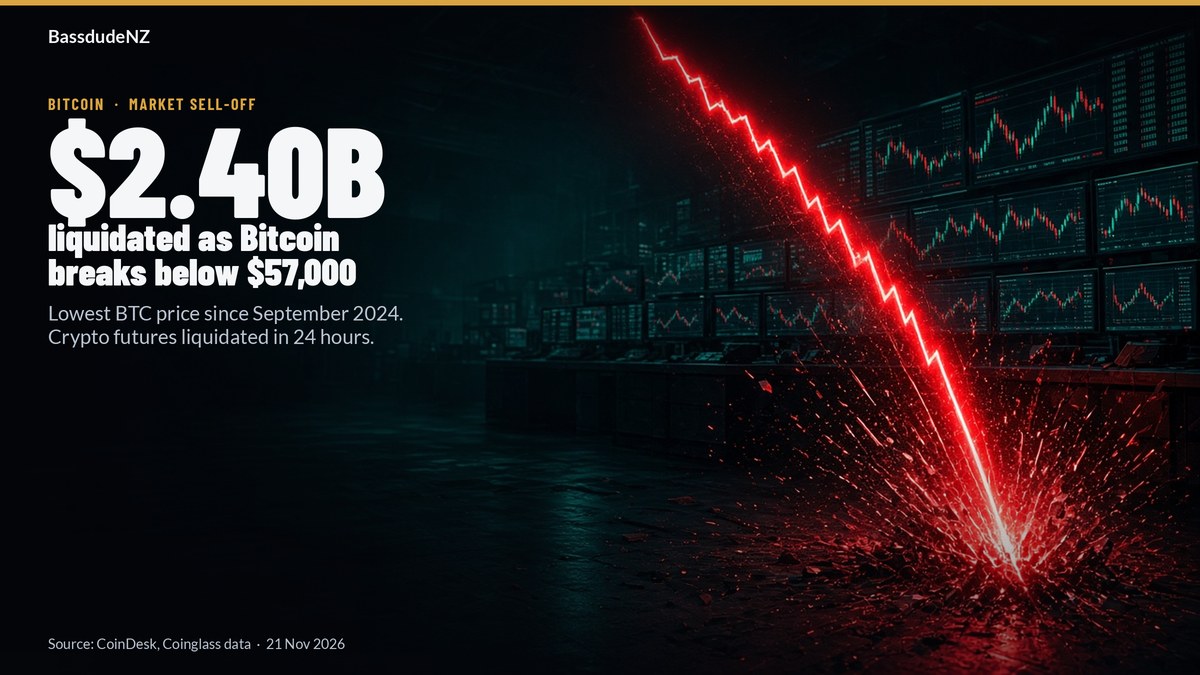 BassdudeNZ
BITCOIN · MARKET SELL-OFF
$2.40B
liquidated as Bitcoin
breaks below $57,000
Lowest BTC price since September 2024.
Crypto futures liquidated in 24 hours.
Source: CoinDesk, Coinglass data · 21 Nov 2026